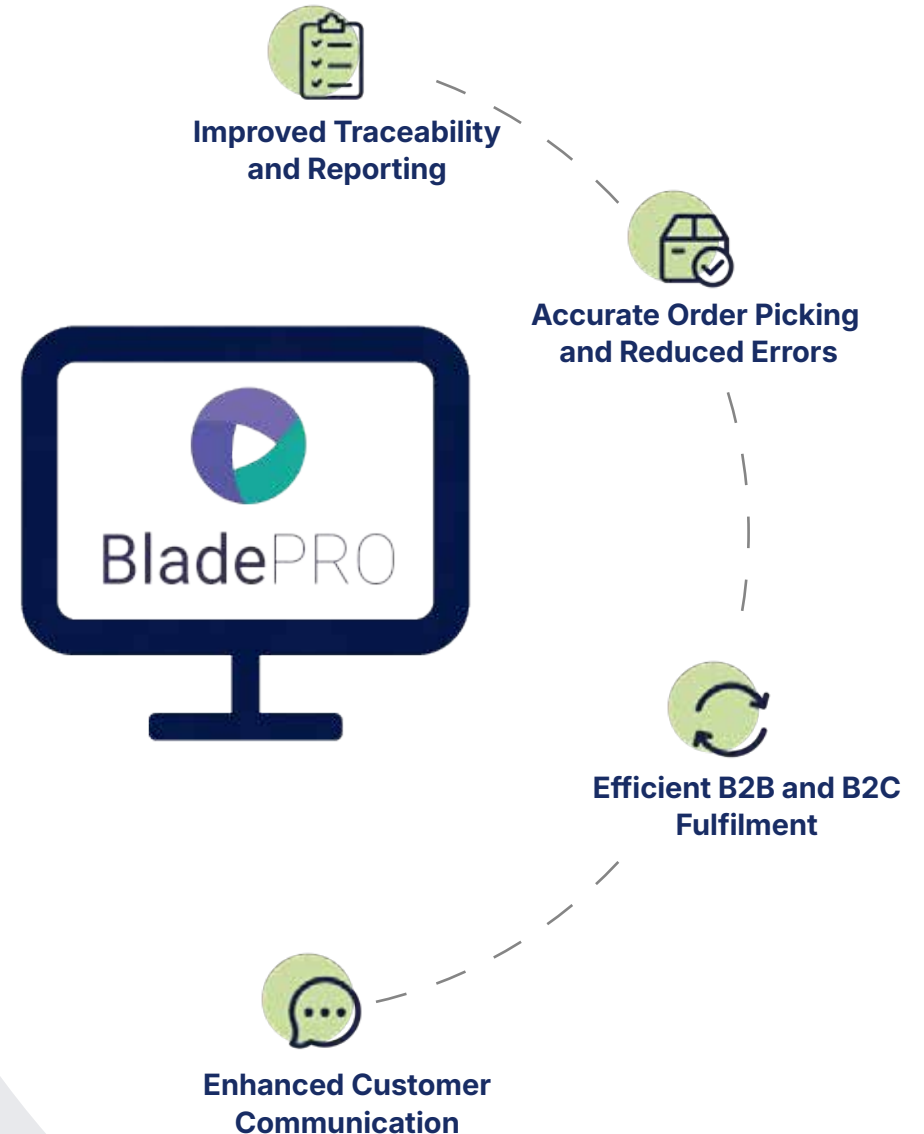 Improved Traceability
and Reporting
Accurate Order Picking
and Reduced Errors
BladePRO
Efficient B2B and B2C
Fulfilment
Enhanced Customer
Communication